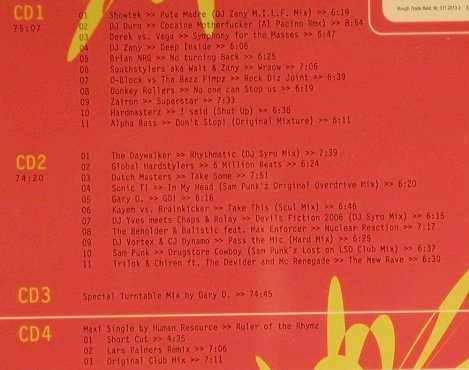 Rough Trade Best. Nr. 311.2613.2
CD1
75:07
01 Showtek >> Puta Madre (DJ Zany M.I.L.F. Mix) >> 6:19
02 DJ Duro >> Cocaine Motherfucker (Al Pacino Rmx) >> 8:54
03 Derek vs. Vega >> Symphony for the Masses >> 6:47
04 DJ Zany >> Deep Inside >> 6:06
05 Brian NRG >> No turning Back >> 6:25
06 Southstylers aka Walt & Zany >> Wraow >> 7:06
07 D-Block vs Tha Bazz Pimpz >> Rock Diz Joint >> 6:39
08 Donkey Rollers >> No one can Stop us >> 6:19
09 Zairon >> Superstar >> 7:33
10 Hardmasterz >> I said (Shut Up) >> 6:38
11 Alpha Bass >> Don't Stop! (Original Mixture) >> 6:11
CD2
74:20
01 The Daywalker >> Rhythmatic (DJ Syro Mix) >> 7:39
02 Global Hardstylers >> 6 Million Beats >> 6:24
03 Dutch Masters >> Take Some >> 7:51
04 Sonic TI >> In My Head (Sam Punk'z Original Overdrive Mix) >> 6:20
05 Gary D. >> GO! >> 6:16
06 Kayem vs. Brainkicker >> Take This (Scul Mix) >> 6:46
07 DJ Yves meets Chaps & Rolay >> Devils Fiction 2006 (DJ Syro Mix) >> 6:15
08 The Beholder & Balistic feat. Max Enforcer >> Nuclear Reaction >> 7:17
09 DJ Vortex & CJ Dynamo >> Pass the Mic (Hard Mix) >> 6:25
10 Sam Punk >> Drugstore Cowboy (Sam Punk'z Lost on LSD Club Mix) >> 6:37
11 Trilok & Chiren ft. The Devider and Mc Renegade >> The New Rave >> 6:30
CD3
Special Turntable Mix by Gary D. >> 74:45
CD4
Maxi Single by Human Resource >> Ruler of the Rhymz
01 Short Cut >> 4:35
02 Lars Palmers Remix >> 7:06
03 Original Club Mix >> 7:11